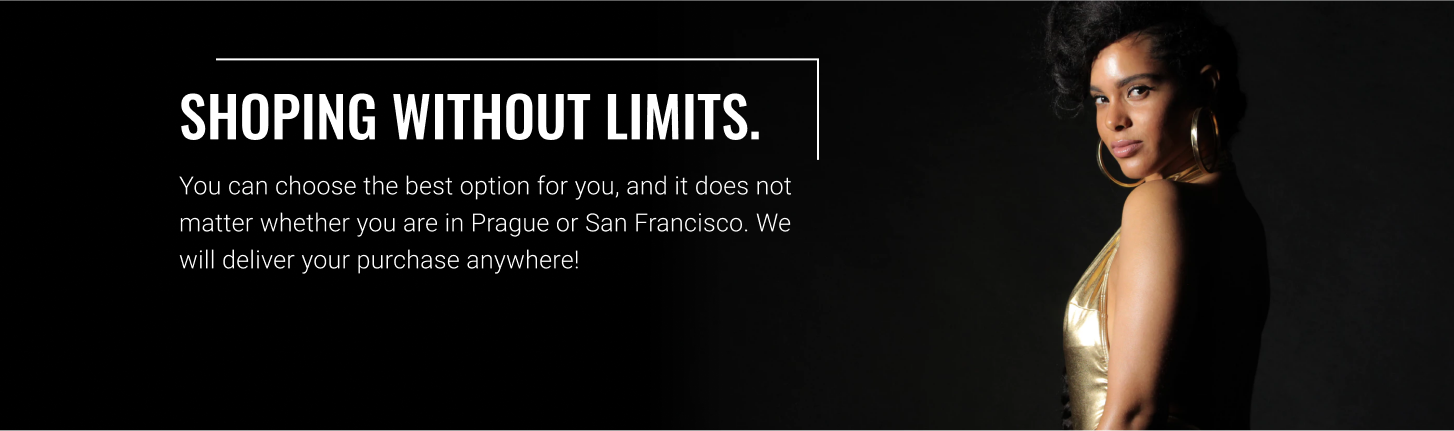 SHOPING WITHOUT LIMITS.
You can choose the best option for you, and it does not
matter whether you are in Prague or San Francisco. We
will deliver your purchase anywhere!